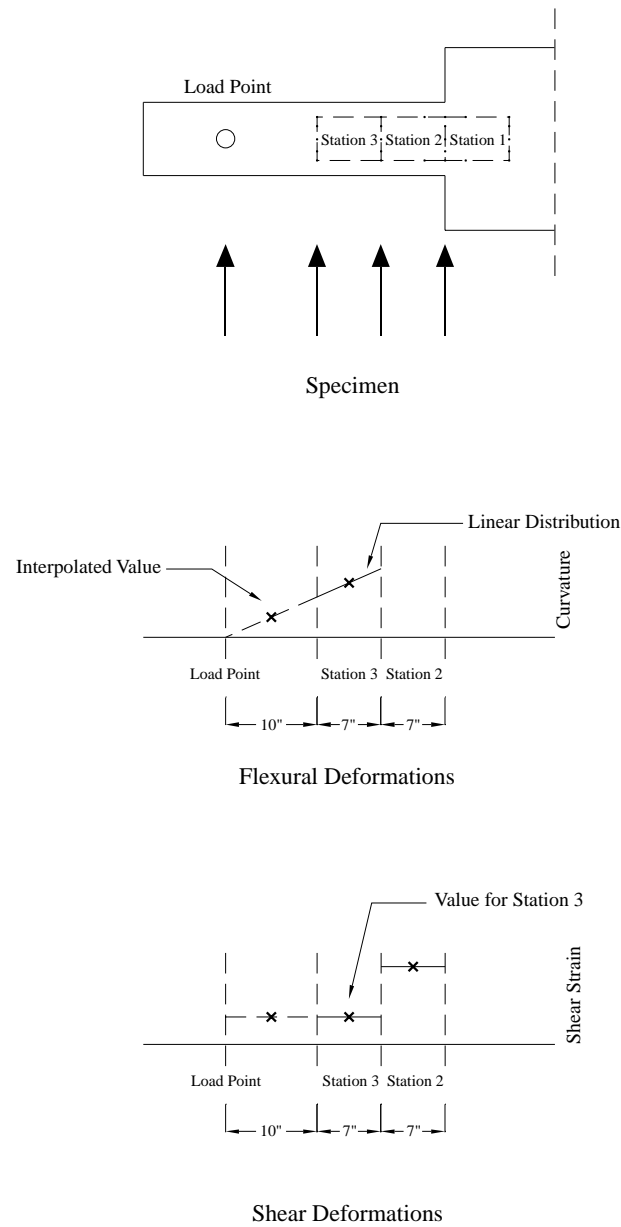 Load Point
Station 3 Station 2 Station 1
Specimen
Linear Distribution
Interpolated Value
Curvature
Load Point Station 3 Station 2
10" 7" 7"
Flexural Deformations
Value for Station 3
Shear Strain
Load Point Station 3 Station 2
10" 7" 7"
Shear Deformations